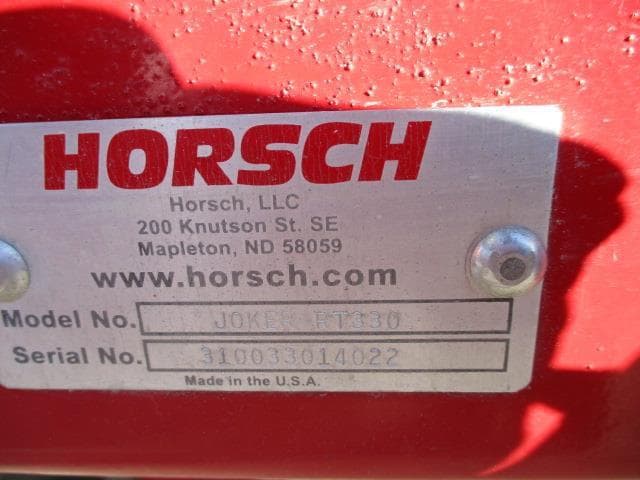 HORSCH
Horsch, LLC
200 Knutson St. SE
Mapleton, ND 58059
www.horsch.com
Model No. JOKER RT330
Serial No. 310033014022
Made in the U.S.A.